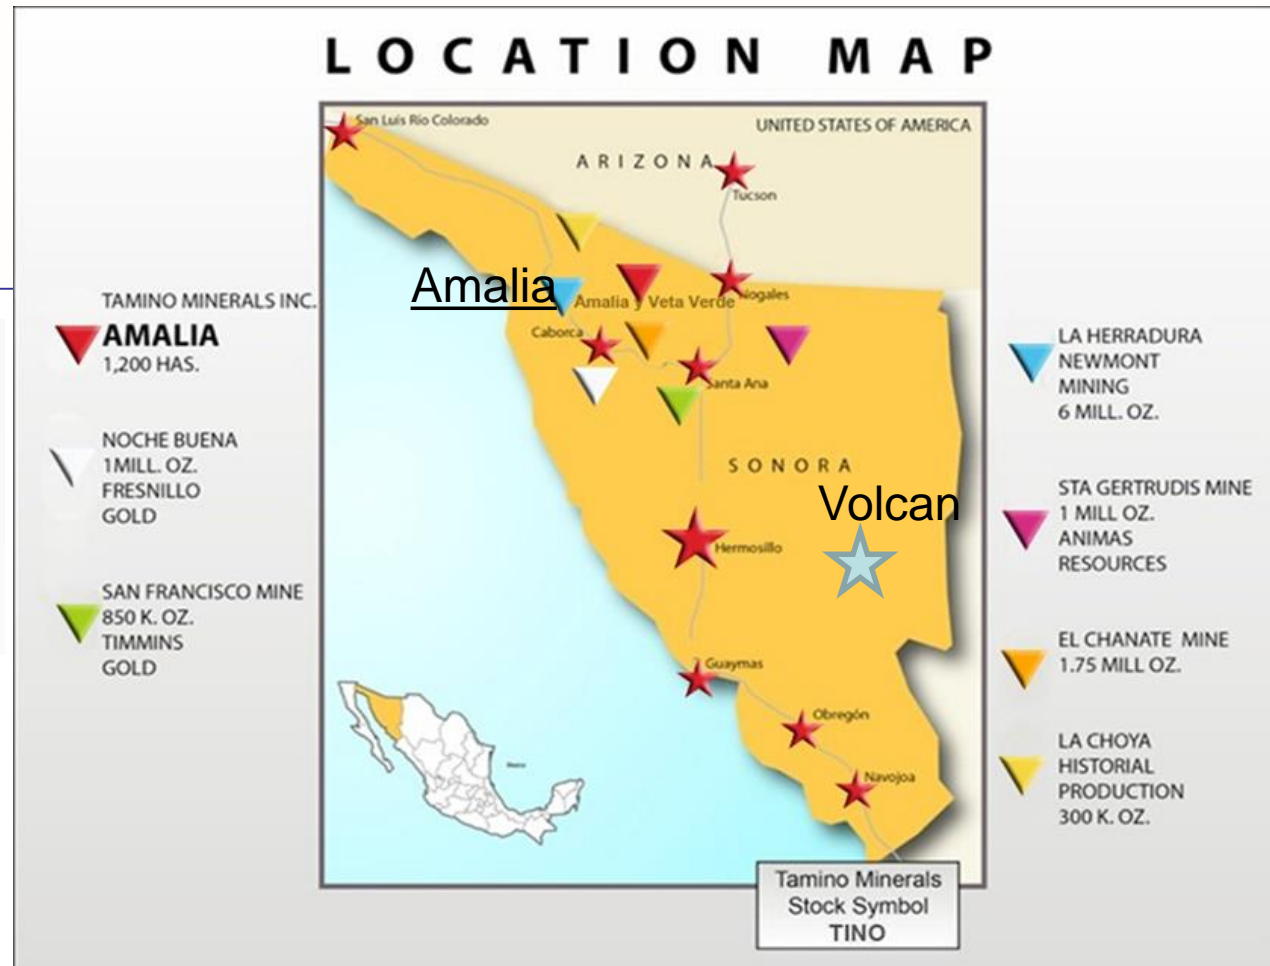 LOCATION MAP
San Luis Río Colorado
UNITED STATES OF AMERICA
ARIZONA
Tucson
Amalia
Amalia y Veta Verde
Nogales
Caborca
Santa Ana
SONORA
Volcan
Hermosillo
Guaymas
Obregón
Navojoa
Mexico
TAMINO MINERALS INC.
AMALIA
1,200 HAS.
NOCHE BUENA
1MILL. OZ.
FRESNILLO
GOLD
SAN FRANCISCO MINE
850 K. OZ.
TIMMINS
GOLD
LA HERRADURA
NEWMONT
MINING
6 MILL. OZ.
STA GERTRUDIS MINE
1 MILL OZ.
ANIMAS
RESOURCES
EL CHANATE MINE
1.75 MILL OZ.
LA CHOYA
HISTORIAL
PRODUCTION
300 K. OZ.
Tamino Minerals
Stock Symbol
TINO